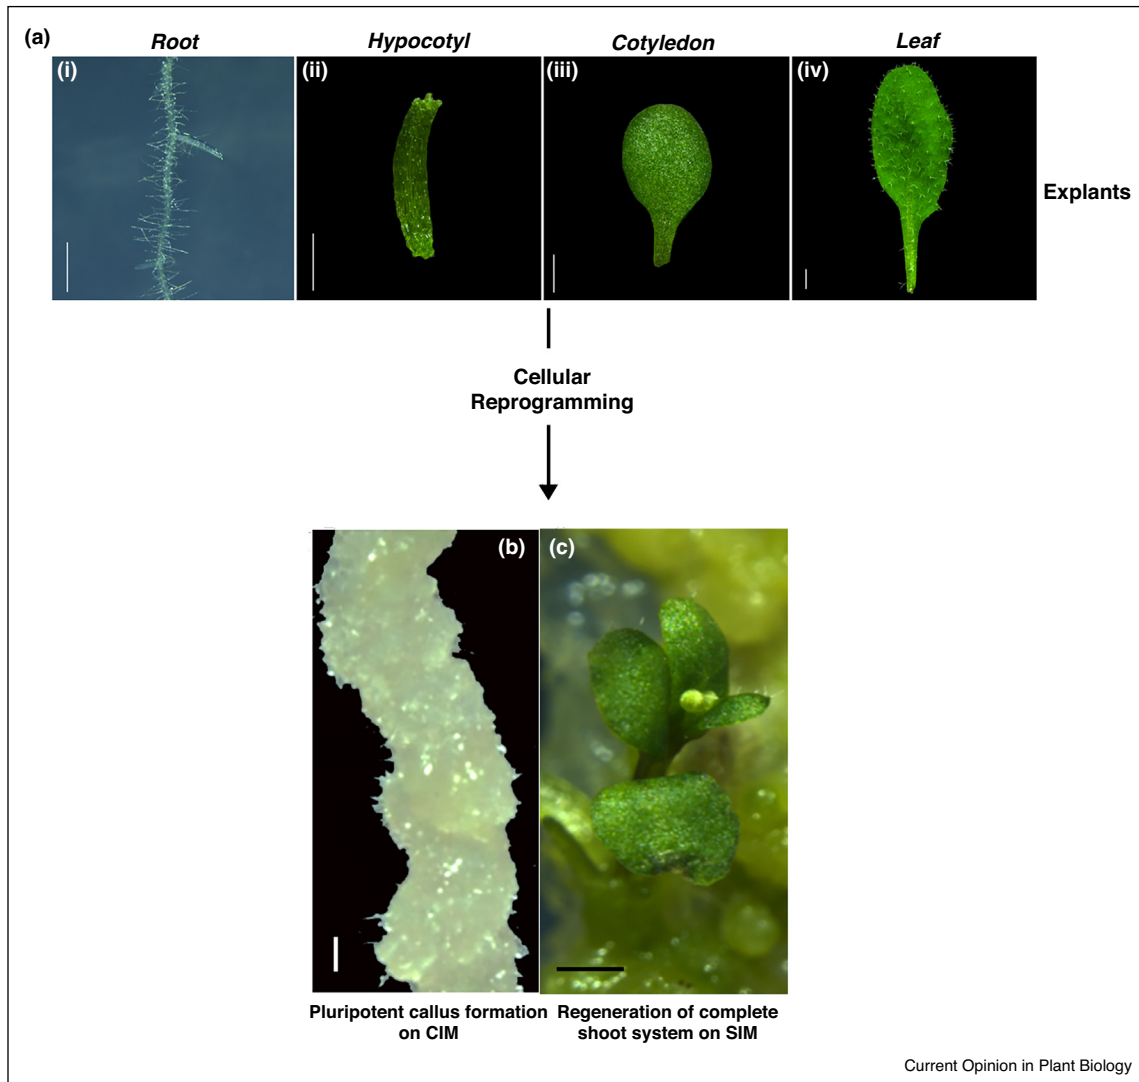 (a)
Root
Hypocotyl
Cotyledon
Leaf
(i)
(ii)
(iii)
(iv)
Explants
Cellular
Reprogramming
(b)
(c)
Pluripotent callus formation
on CIM
Regeneration of complete
shoot system on SIM
Current Opinion in Plant Biology